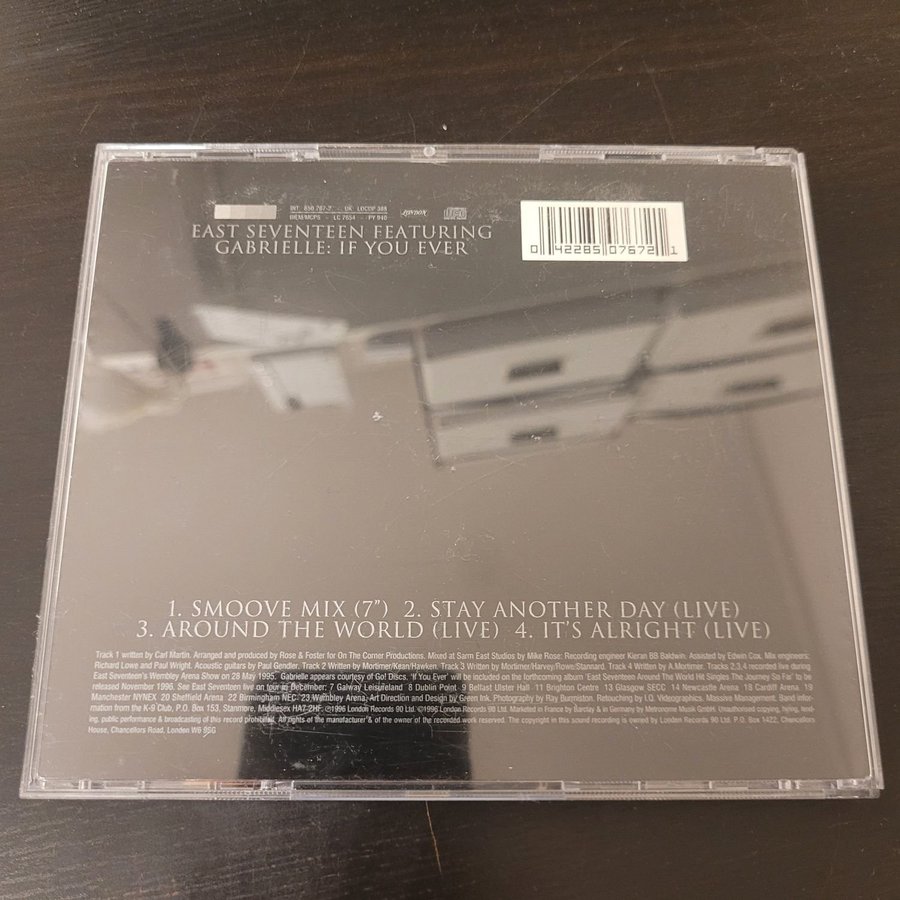 INT: 850 767-2 UK LOCDP 388
BIEM/MCPS LC 7654 PY 940
LONDON
EAST SEVENTEEN FEATURING
GABRIELLE: IF YOU EVER
0 42285 07672 1
1. SMOOVE MIX (7") 2. STAY ANOTHER DAY (LIVE)
3. AROUND THE WORLD (LIVE) 4. IT'S ALRIGHT (LIVE)
Track 1 written by Carl Martin. Arranged and produced by Rose & Foster for On The Corner Productions. Mixed at Sarm East Studios by Mike Rose: Recording engineer Kieran BB Baldwin. Assisted by Edwin Cox. Mix engineers:
Richard Lowe and Paul Wright. Acoustic guitars by Paul Gendler. Track 2 Written by Mortimer/Kean/Hawken. Track 3 Written by Mortimer/Harvey/Rowe/Stannard. Track 4 Written by A.Mortimer. Tracks 2,3,4 recorded live during
East Seventeen's Wembley Arena Show on 28 May 1995. Gabrielle appears courtesy of Go! Discs. 'If You Ever' will be included on the forthcoming album 'East Seventeen Around The World Hit Singles The Journey So Far' to be
released November 1996. See East Seventeen live on tour in December: 7 Galway Leisureland 8 Dublin Point 9 Belfast Ulster Hall 11 Brighton Centre 13 Glasgow SECC 14 Newcastle Arena 18 Cardiff Arena. 19
Manchester NYNEX 20 Sheffield Arena 22 Birmingham NEC 23 Wembley Arena. Art Direction and Design by Green Ink. Photography by Ray Burmiston. Retouching by I.Q. Videographics. Massive Management. Band infor-
mation from the K-9 Club, P.O. Box 153, Stanmore, Middlesex HA7 2HF. ℗1996 London Records 90 Ltd. ©1996 London Records 90 Ltd. Marketed in France by Barclay & in Germany by Metronome Musik GmbH. Unauthorised copying, hiring, lend-
ing, public performance & broadcasting of this record prohibited. All rights of the manufacturer & of the owner of the recorded work reserved. The copyright in this sound recording is owned by London Records 90 Ltd. P.O. Box 1422, Chancellors
House, Chancellors Road, London W6 9SG